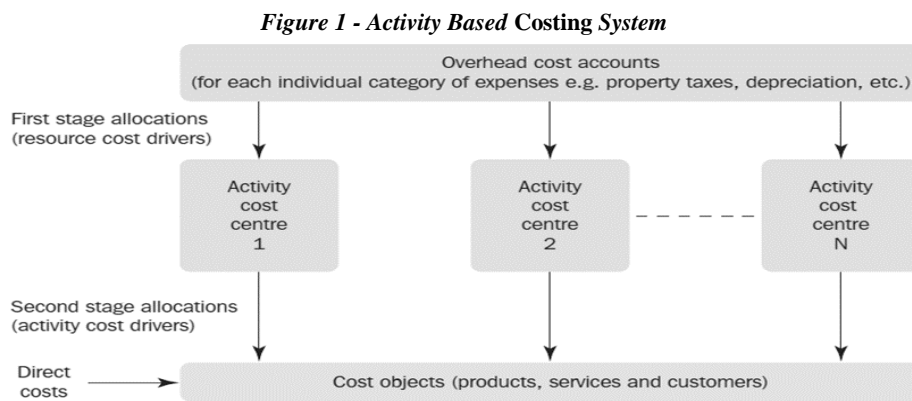 Figure 1 - Activity Based Costing System
Overhead cost accounts
(for each individual category of expenses e.g. property taxes, depreciation, etc.)
First stage allocations
(resource cost drivers)
Activity
cost
centre
1
Activity
cost
centre
2
Activity
cost
centre
N
Second stage allocations
(activity cost drivers)
Direct
costs
Cost objects (products, services and customers)